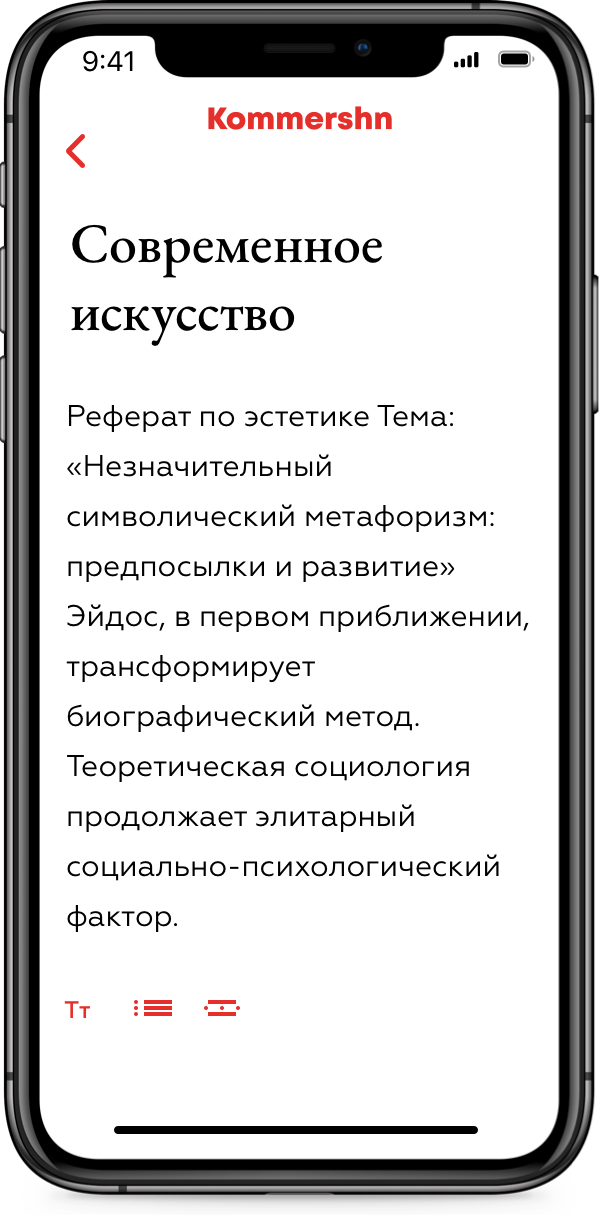 9:41
Kommershn
Современное
искусство
Реферат по эстетике Тема:
«Незначительный
символический метафоризм:
предпосылки и развитие»
Эйдос, в первом приближении,
трансформирует
биографический метод.
Теоретическая социология
продолжает элитарный
социально-психологический
фактор.
Тт